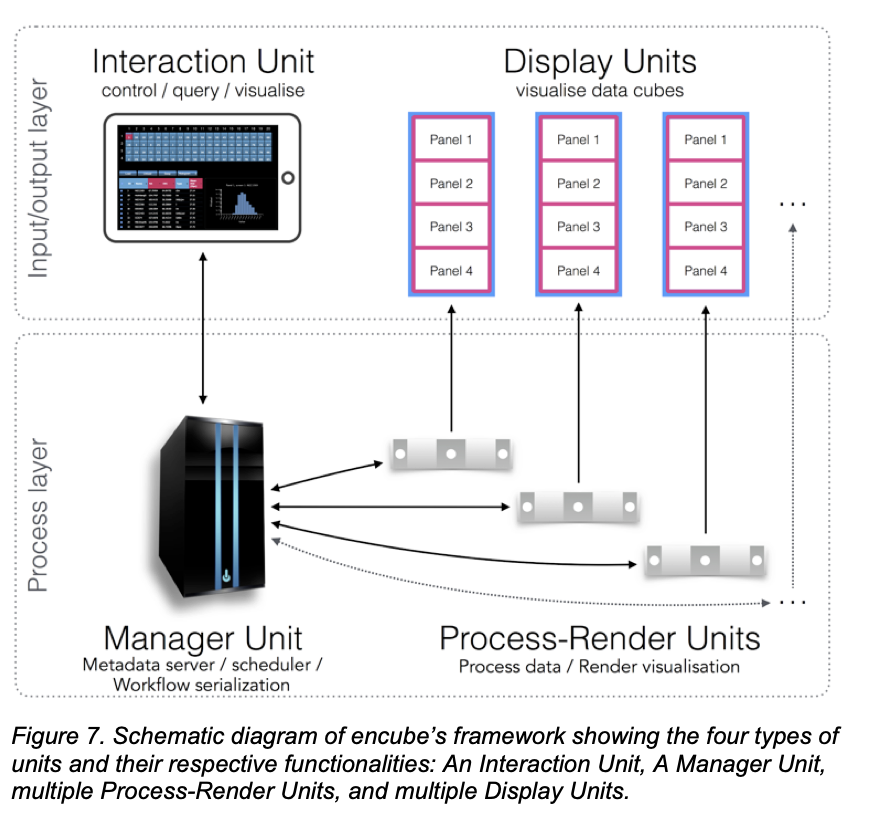 Input/output layer
Interaction Unit
control / query / visualise
Display Units
visualise data cubes
Panel 1
Panel 2
Panel 3
Panel 4
Panel 1
Panel 2
Panel 3
Panel 4
Panel 1
Panel 2
Panel 3
Panel 4
...
Process layer
Manager Unit
Metadata server / scheduler /
Workflow serialization
...
Process-Render Units
Process data / Render visualisation
Figure 7. Schematic diagram of encube’s framework showing the four types of
units and their respective functionalities: An Interaction Unit, A Manager Unit,
multiple Process-Render Units, and multiple Display Units.